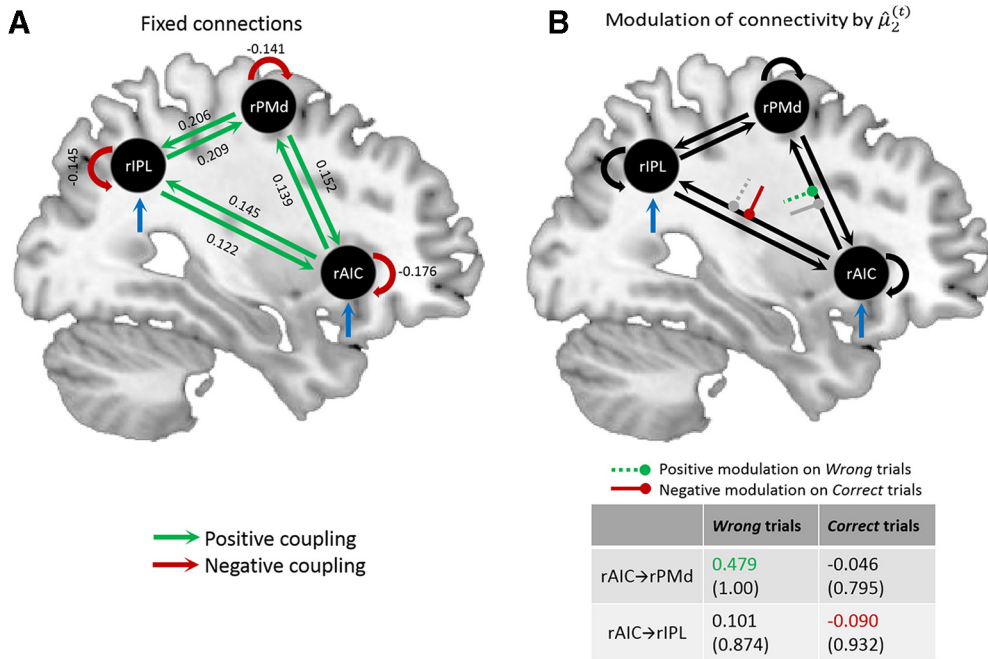 A
Fixed connections
-0.141
rPMd
0.206
0.209
-0.145
rIPL
0.152
0.139
0.145
0.122
rAIC
-0.176
Positive coupling
Negative coupling
B
Modulation of connectivity by μ̂₂⁽ᵗ⁾
rPMd
rIPL
rAIC
Positive modulation on Wrong trials
Negative modulation on Correct trials
Wrong trials Correct trials
rAIC→rPMd 0.479 (1.00) -0.046 (0.795)
rAIC→rIPL 0.101 (0.874) -0.090 (0.932)